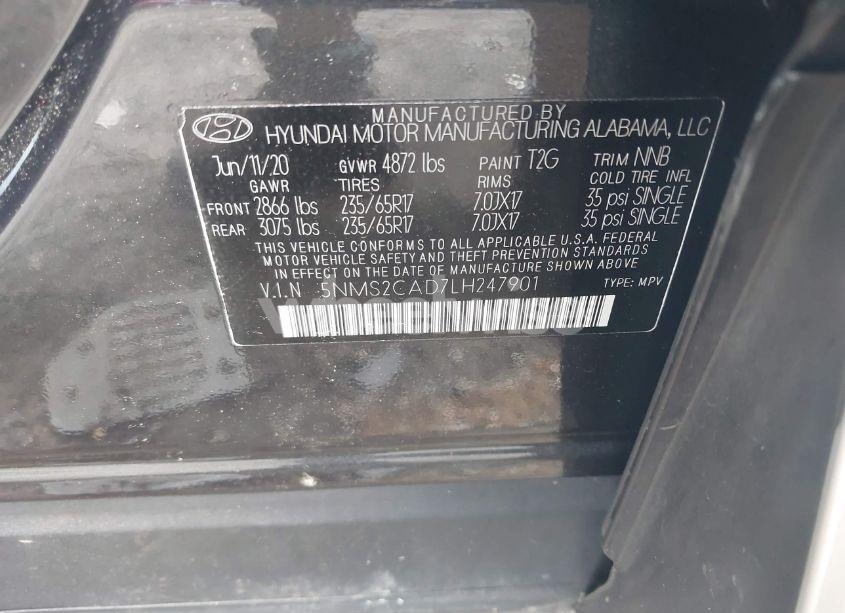 MANUFACTURED BY
HYUNDAI MOTOR MANUFACTURING ALABAMA, LLC
Jun/11/20 GVWR 4872 lbs PAINT T2G TRIM NNB
GAWR TIRES RIMS COLD TIRE INFL
FRONT 2866 lbs 235/65R17 7.0JX17 35 psi SINGLE
REAR 3075 lbs 235/65R17 7.0JX17 35 psi SINGLE
THIS VEHICLE CONFORMS TO ALL APPLICABLE U.S.A. FEDERAL
MOTOR VEHICLE SAFETY AND THEFT PREVENTION STANDARDS
IN EFFECT ON THE DATE OF MANUFACTURE SHOWN ABOVE
V.I.N 5NMS2CAD7LH247901 TYPE: MPV